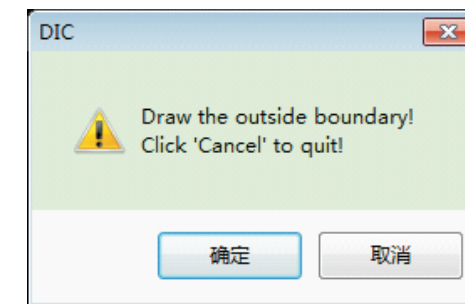 DIC
Draw the outside boundary!
Click 'Cancel' to quit!
确定
取消